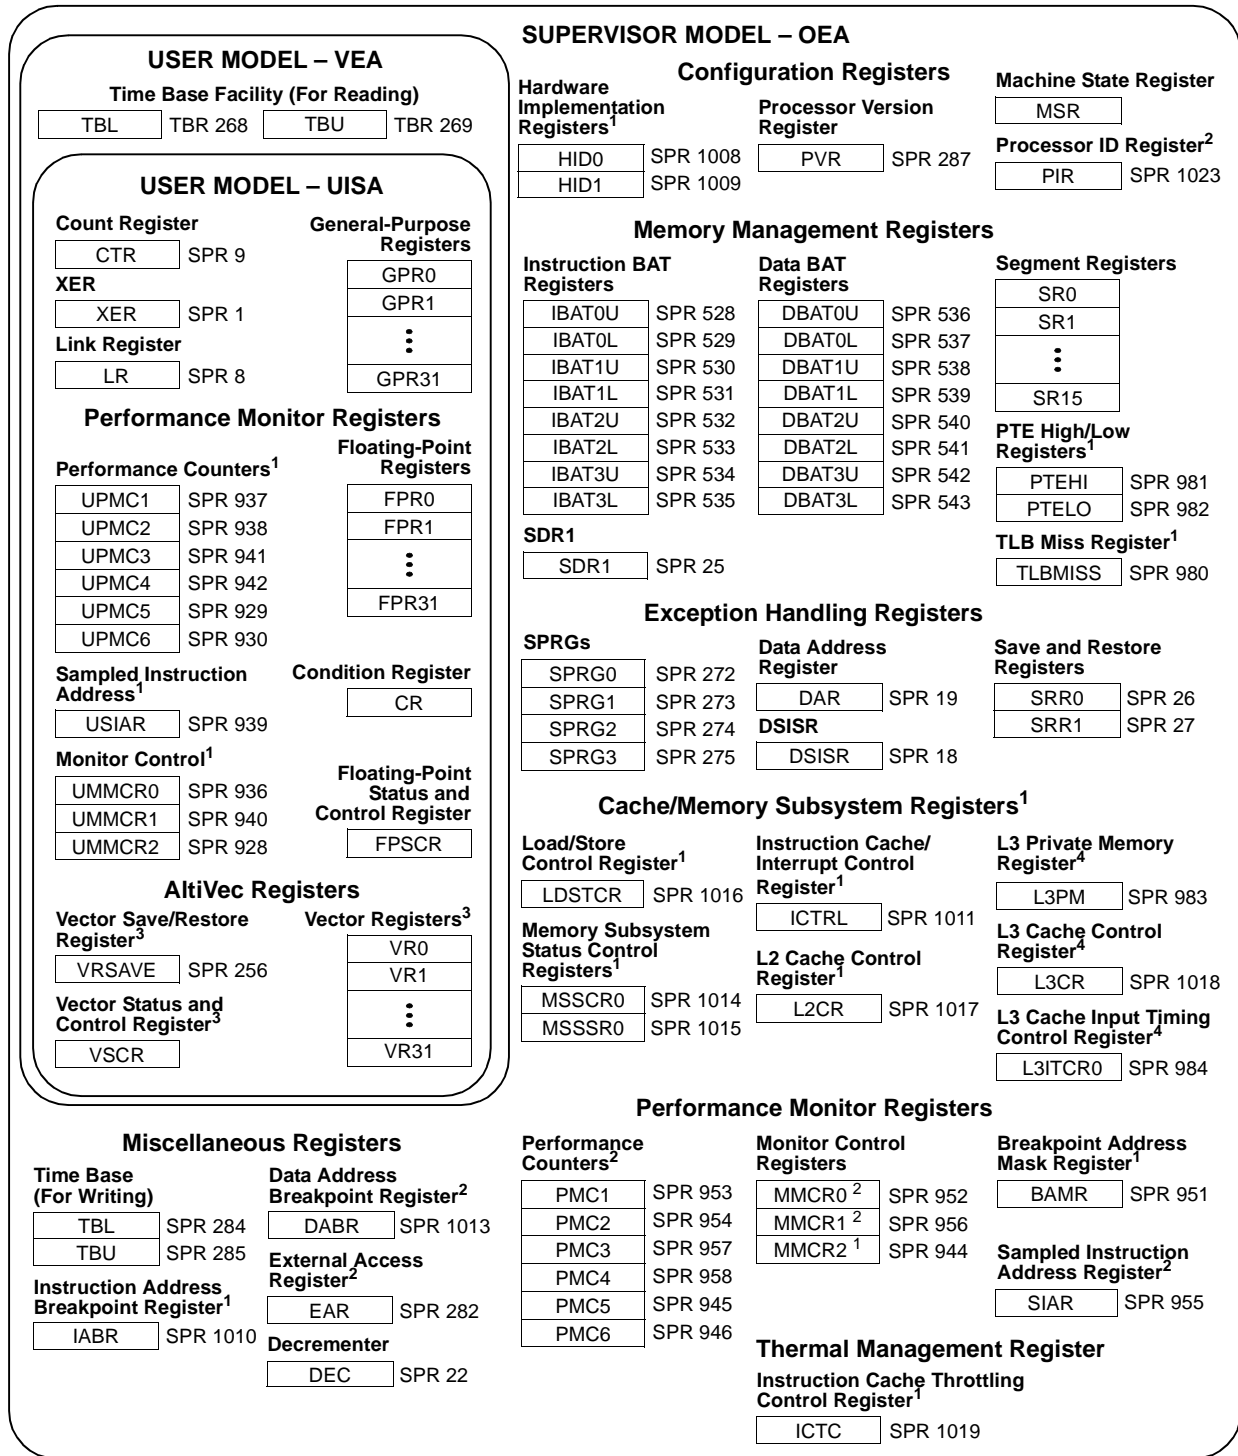 SUPERVISOR MODEL – OEA
USER MODEL – VEA
Time Base Facility (For Reading)
TBL TBR 268 TBU TBR 269
USER MODEL – UISA
Count Register
CTR SPR 9
XER
XER SPR 1
Link Register
LR SPR 8
General-Purpose
Registers
GPR0
GPR1
GPR31
Performance Monitor Registers
Performance Counters1
UPMC1 SPR 937
UPMC2 SPR 938
UPMC3 SPR 941
UPMC4 SPR 942
UPMC5 SPR 929
UPMC6 SPR 930
Floating-Point
Registers
FPR0
FPR1
FPR31
Sampled Instruction
Address1
USIAR SPR 939
Condition Register
CR
Monitor Control1
UMMCR0 SPR 936
UMMCR1 SPR 940
UMMCR2 SPR 928
Floating-Point
Status and
Control Register
FPSCR
AltiVec Registers
Vector Save/Restore
Register3
VRSAVE SPR 256
Vector Status and
Control Register3
VSCR
Vector Registers3
VR0
VR1
VR31
Configuration Registers
Hardware
Implementation
Registers1
HID0 SPR 1008
HID1 SPR 1009
Processor Version
Register
PVR SPR 287
Machine State Register
MSR
Processor ID Register2
PIR SPR 1023
Memory Management Registers
Instruction BAT
Registers
IBAT0U SPR 528
IBAT0L SPR 529
IBAT1U SPR 530
IBAT1L SPR 531
IBAT2U SPR 532
IBAT2L SPR 533
IBAT3U SPR 534
IBAT3L SPR 535
Data BAT
Registers
DBAT0U SPR 536
DBAT0L SPR 537
DBAT1U SPR 538
DBAT1L SPR 539
DBAT2U SPR 540
DBAT2L SPR 541
DBAT3U SPR 542
DBAT3L SPR 543
Segment Registers
SR0
SR1
SR15
PTE High/Low
Registers1
PTEHI SPR 981
PTELO SPR 982
SDR1
SDR1 SPR 25
TLB Miss Register1
TLBMISS SPR 980
Exception Handling Registers
SPRGs
SPRG0 SPR 272
SPRG1 SPR 273
SPRG2 SPR 274
SPRG3 SPR 275
Data Address
Register
DAR SPR 19
DSISR
DSISR SPR 18
Save and Restore
Registers
SRR0 SPR 26
SRR1 SPR 27
Cache/Memory Subsystem Registers1
Load/Store
Control Register1
LDSTCR SPR 1016
Memory Subsystem
Status Control
Registers1
MSSCR0 SPR 1014
MSSSR0 SPR 1015
Instruction Cache/
Interrupt Control
Register1
ICTRL SPR 1011
L2 Cache Control
Register1
L2CR SPR 1017
L3 Private Memory
Register4
L3PM SPR 983
L3 Cache Control
Register4
L3CR SPR 1018
L3 Cache Input Timing
Control Register4
L3ITCR0 SPR 984
Miscellaneous Registers
Time Base
(For Writing)
TBL SPR 284
TBU SPR 285
Instruction Address
Breakpoint Register1
IABR SPR 1010
Data Address
Breakpoint Register2
DABR SPR 1013
External Access
Register2
EAR SPR 282
Decrementer
DEC SPR 22
Performance Monitor Registers
Performance
Counters2
PMC1 SPR 953
PMC2 SPR 954
PMC3 SPR 957
PMC4 SPR 958
PMC5 SPR 945
PMC6 SPR 946
Monitor Control
Registers
MMCR0 2 SPR 952
MMCR1 2 SPR 956
MMCR2 1 SPR 944
Breakpoint Address
Mask Register1
BAMR SPR 951
Sampled Instruction
Address Register2
SIAR SPR 955
Thermal Management Register
Instruction Cache Throttling
Control Register1
ICTC SPR 1019